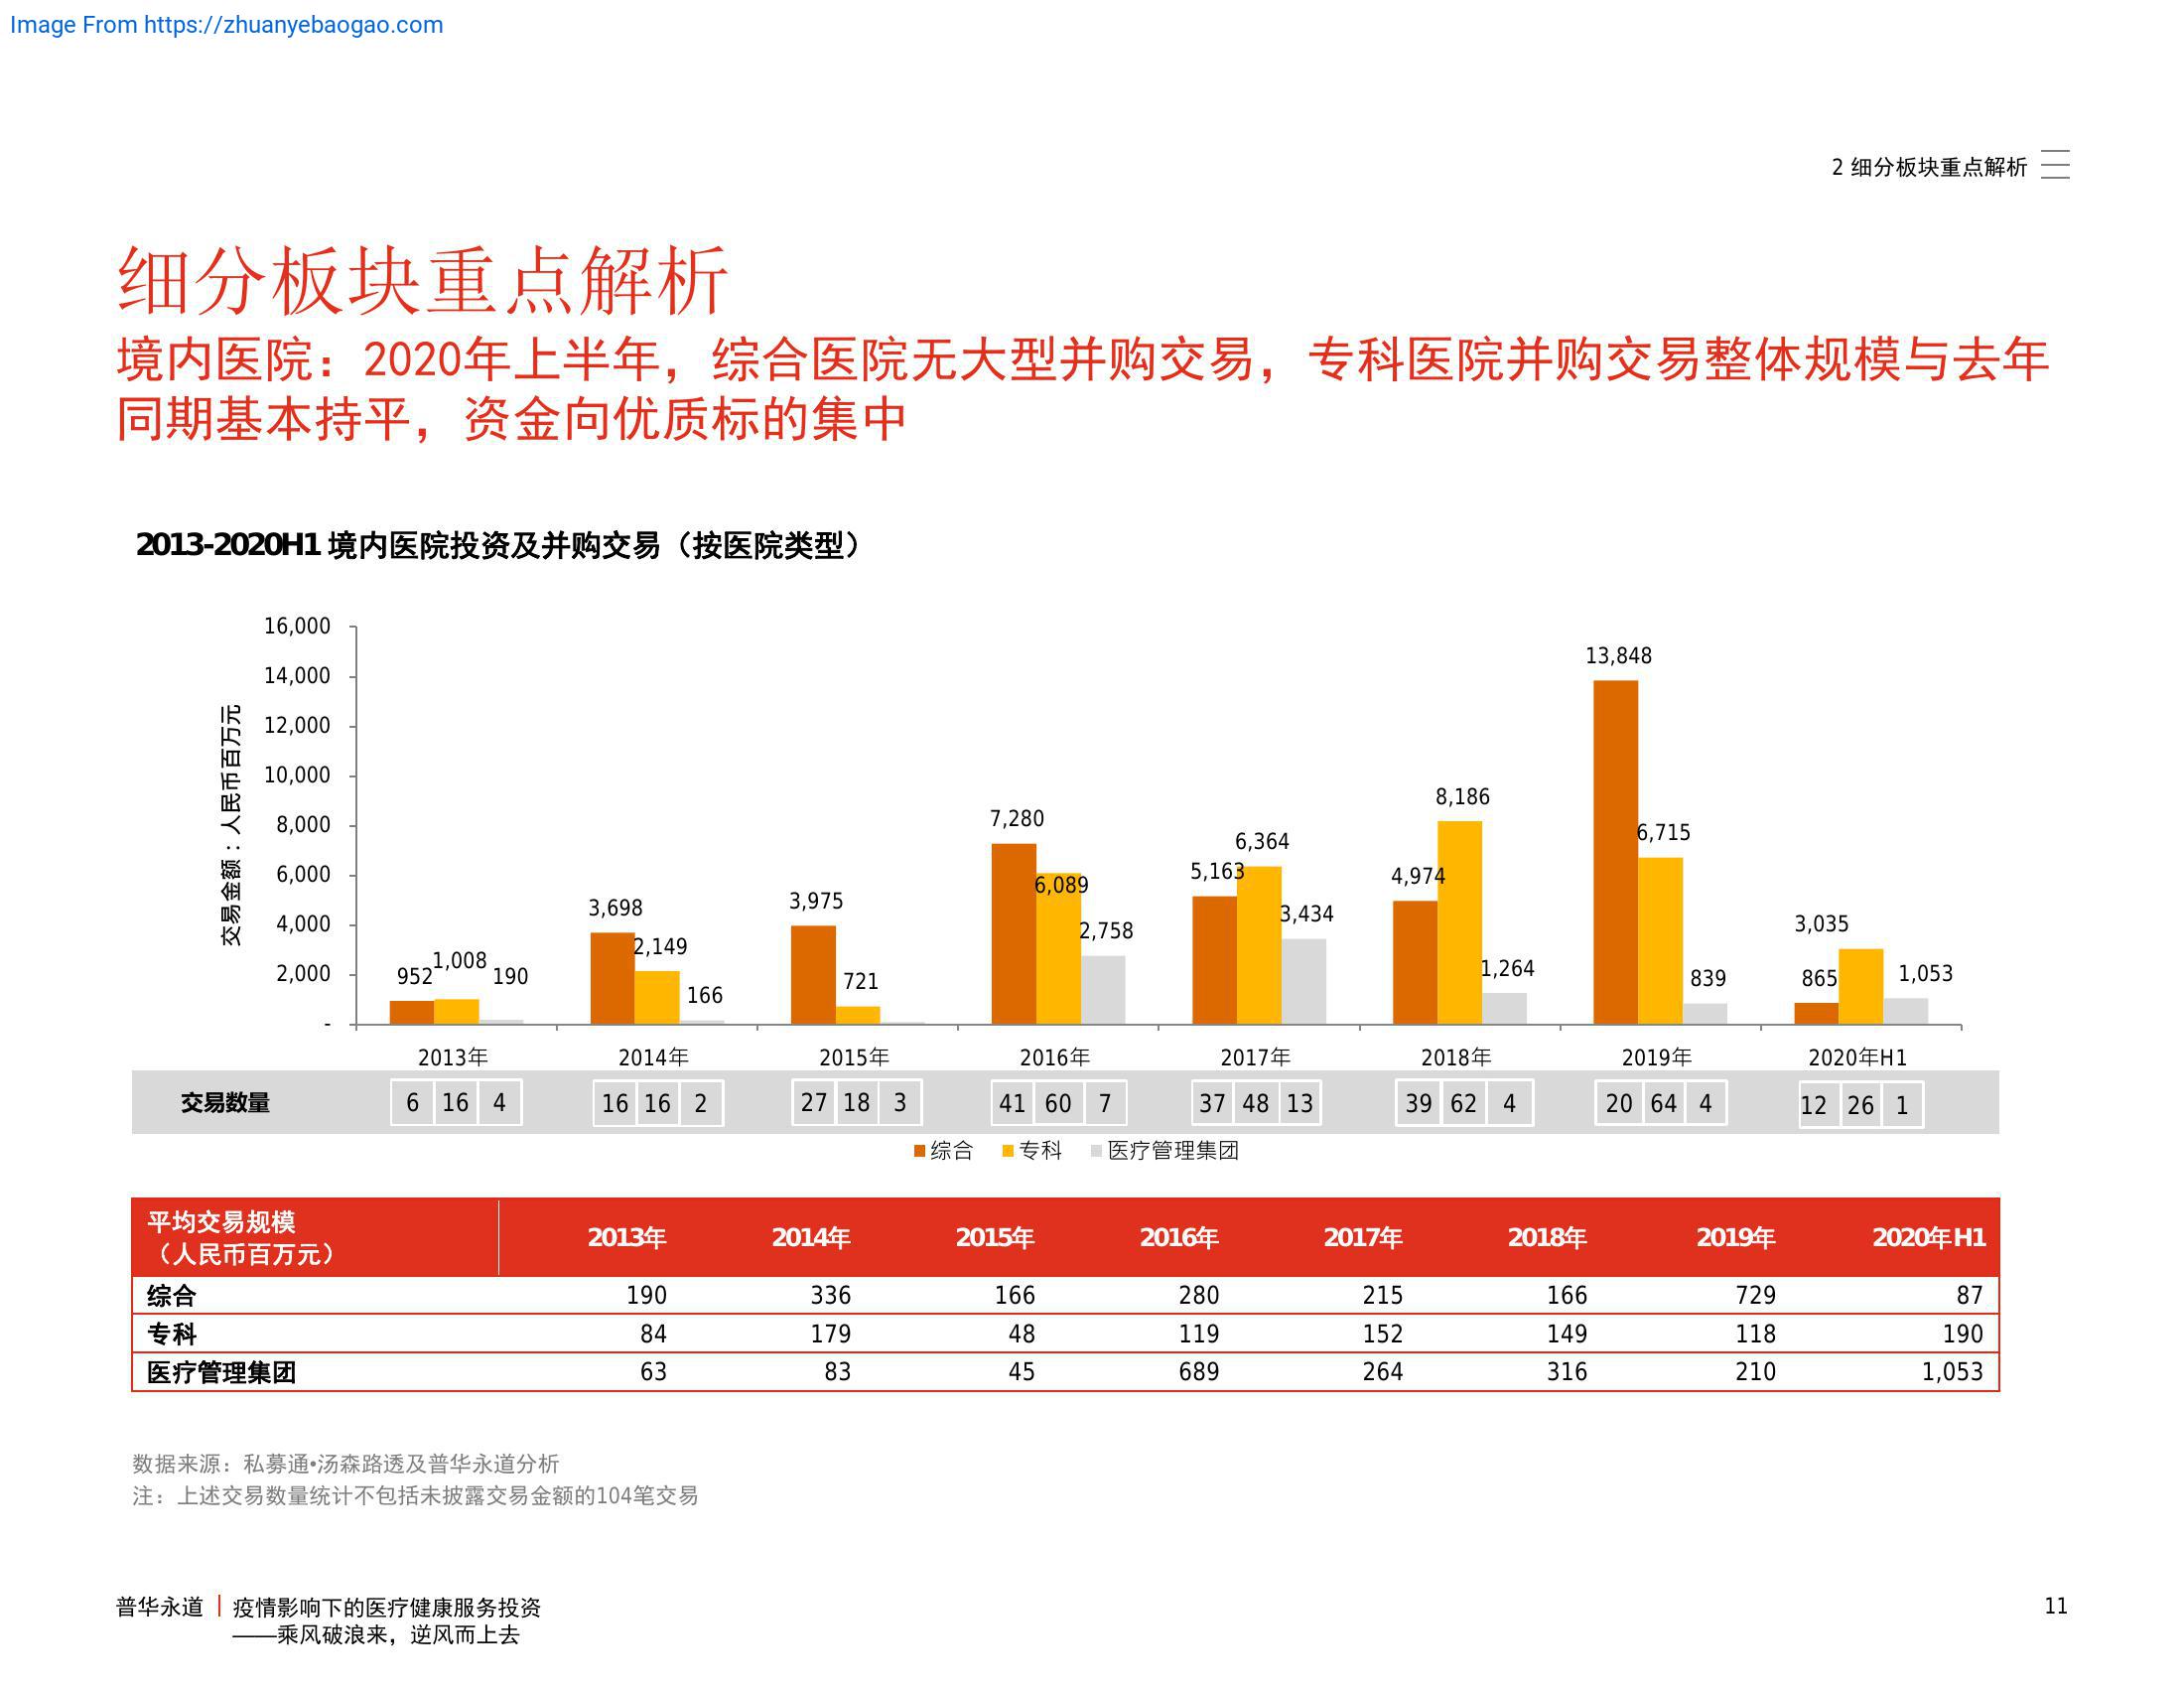 Image From https://zhuanyebaogao.com
2 细分板块重点解析
细分板块重点解析
境内医院：2020年上半年，综合医院无大型并购交易，专科医院并购交易整体规模与去年
同期基本持平，资金向优质标的集中
2013-2020H1 境内医院投资及并购交易（按医院类型）
交易金额：人民币百万元
16,000
14,000
12,000
10,000
8,000
6,000
4,000
2,000
-
952 1,008 190
3,698 2,149 166
3,975 721
7,280 6,089 2,758
5,163 6,364 3,434
4,974 8,186 1,264
13,848 6,715 839
865 3,035 1,053
2013年 2014年 2015年 2016年 2017年 2018年 2019年 2020年H1
交易数量 6 16 4 16 16 2 27 18 3 41 60 7 37 48 13 39 62 4 20 64 4 12 26 1
综合 专科 医疗管理集团
平均交易规模
（人民币百万元） 2013年 2014年 2015年 2016年 2017年 2018年 2019年 2020年H1
综合 190 336 166 280 215 166 729 87
专科 84 179 48 119 152 149 118 190
医疗管理集团 63 83 45 689 264 316 210 1,053
数据来源：私募通•汤森路透及普华永道分析
注：上述交易数量统计不包括未披露交易金额的104笔交易
普华永道 疫情影响下的医疗健康服务投资
——乘风破浪来，逆风而上去
11